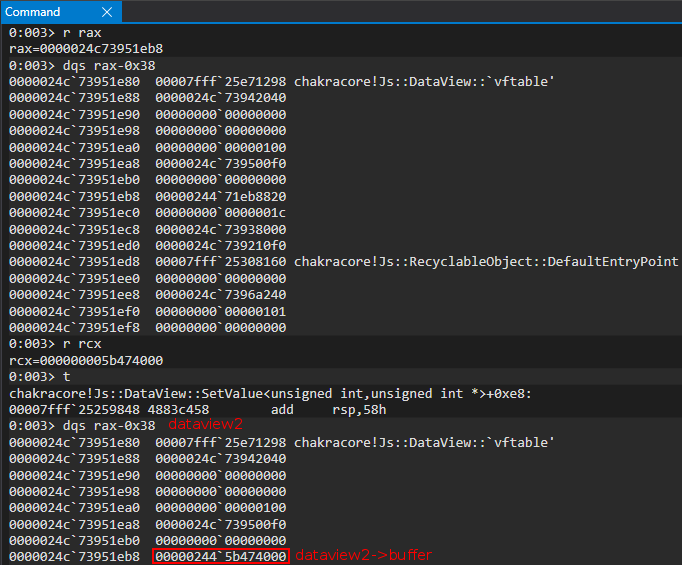 Command ×
0:003> r rax
rax=0000024c73951eb8
0:003> dqs rax-0x38
0000024c`73951e80  00007fff`25e71298 chakracore!Js::DataView::`vftable'
0000024c`73951e88  0000024c`73942040
0000024c`73951e90  00000000`00000000
0000024c`73951e98  00000000`00000000
0000024c`73951ea0  00000000`00000100
0000024c`73951ea8  0000024c`739500f0
0000024c`73951eb0  00000000`00000000
0000024c`73951eb8  00000244`71eb8820
0000024c`73951ec0  00000000`0000001c
0000024c`73951ec8  0000024c`73938000
0000024c`73951ed0  0000024c`739210f0
0000024c`73951ed8  00007fff`25308160 chakracore!Js::RecyclableObject::DefaultEntryPoint
0000024c`73951ee0  00000000`00000000
0000024c`73951ee8  0000024c`7396a240
0000024c`73951ef0  00000000`00000101
0000024c`73951ef8  00000000`00000000
0:003> r rcx
rcx=000000005b474000
0:003> t
chakracore!Js::DataView::SetValue<unsigned int,unsigned int *>+0xe8:
00007fff`25259848 4883c458        add     rsp,58h
0:003> dqs rax-0x38 dataview2
0000024c`73951e80  00007fff`25e71298 chakracore!Js::DataView::`vftable'
0000024c`73951e88  0000024c`73942040
0000024c`73951e90  00000000`00000000
0000024c`73951e98  00000000`00000000
0000024c`73951ea0  00000000`00000100
0000024c`73951ea8  0000024c`739500f0
0000024c`73951eb0  00000000`00000000
0000024c`73951eb8  00000244`5b474000 dataview2->buffer